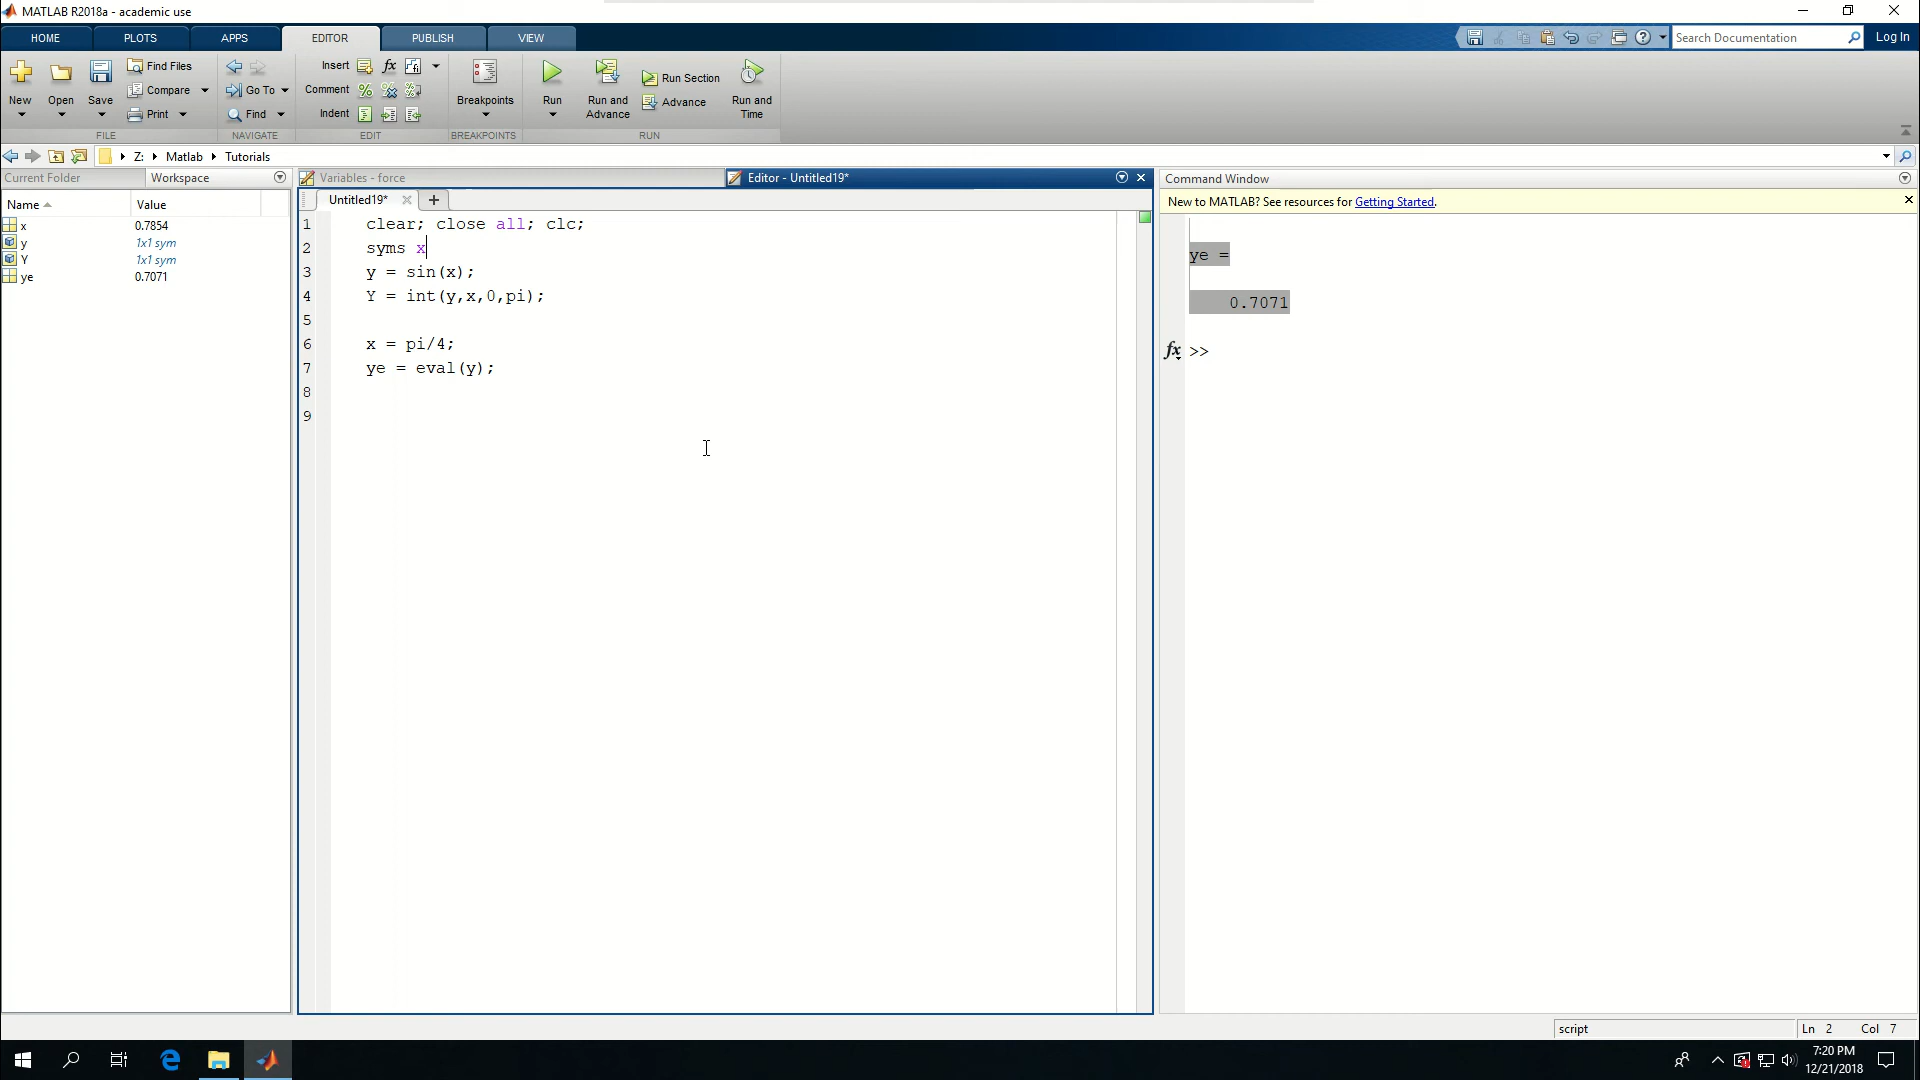 MATLAB R2018a - academic use
HOME PLOTS APPS EDITOR PUBLISH VIEW
Search Documentation
Log In
New
Open
Save
Find Files
Compare
Print
Go To
Find
Insert fx
Comment
Indent
Breakpoints
Run
Run and Advance
Run Section
Advance
Run and Time
FILE NAVIGATE EDIT BREAKPOINTS RUN
Z: Matlab Tutorials
Current Folder Workspace
Variables - force
Editor - Untitled19*
Command Window
Name Value
x 0.7854
y 1x1 sym
Y 1x1 sym
ye 0.7071
Untitled19*
1 clear; close all; clc;
2 syms x
3 y = sin(x);
4 Y = int(y,x,0,pi);
5
6 x = pi/4;
7 ye = eval(y);
8
9
New to MATLAB? See resources for Getting Started.
ye =
0.7071
fx >>
script Ln 2 Col 7
7:20 PM
12/21/2018